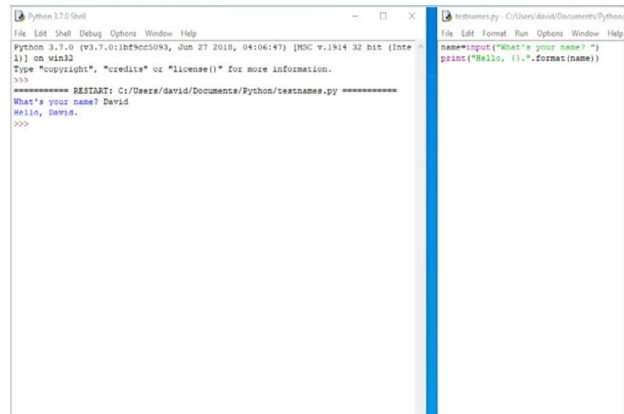 Python 3.7.0 Shell
File Edit Shell Debug Options Window Help
Python 3.7.0 (v3.7.0:1bf9cc5093, Jun 27 2018, 04:06:47) [MSC v.1914 32 bit (Inte
l)] on win32
Type "copyright", "credits" or "license()" for more information.
>>>
=========== RESTART: C:/Users/david/Documents/Python/testnames.py ===========
What's your name? David
Hello, David.
>>>
testnames.py - C:/Users/david/Documents/Python/
File Edit Format Run Options Window Help
name=input("What's your name? ")
print("Hello, {}.".format(name))